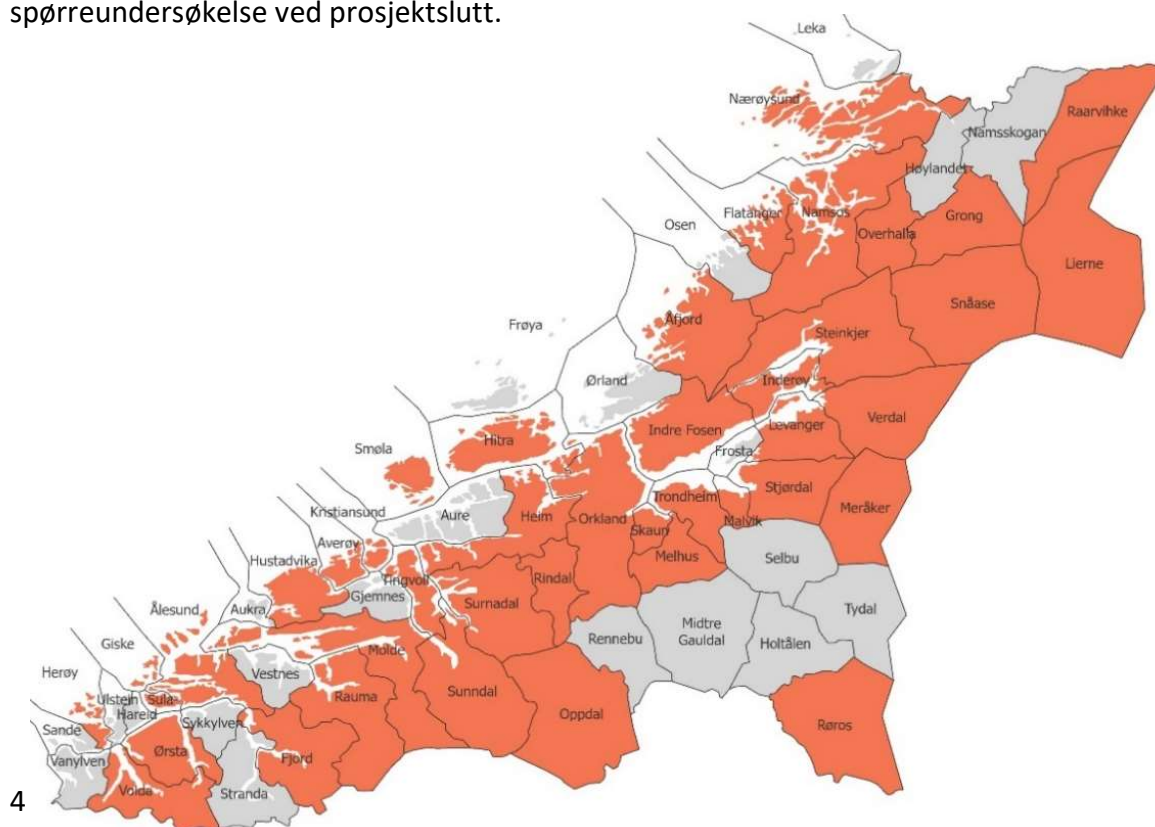 spørreundersøkelse ved prosjektslutt.
Leka
Nærøysund
Raarvihke
Namsskogan
Høylandet
Flatanger
Namsos
Grong
Osen
Overhalla
Lierne
Snåase
Åfjord
Steinkjer
Frøya
Ørland
Inderøy
Verdal
Levanger
Indre Fosen
Hitra
Smøla
Frosta
Trondheim
Stjørdal
Meråker
Kristiansund
Aure
Heim
Orkland
Malvik
Skaun
Averøy
Melhus
Selbu
Hustadvika
Tingvoll
Rindal
Gjemnes
Surnadal
Ålesund
Aukra
Tydal
Midtre
Gauldal
Rennebu
Holtålen
Giske
Molde
Herøy
Vestnes
Sunndal
Rauma
Ulstein
Sula
Hareid
Oppdal
Sykkylven
Røros
Sande
Ørsta
Fjord
Vanylven
Volda
Stranda
4